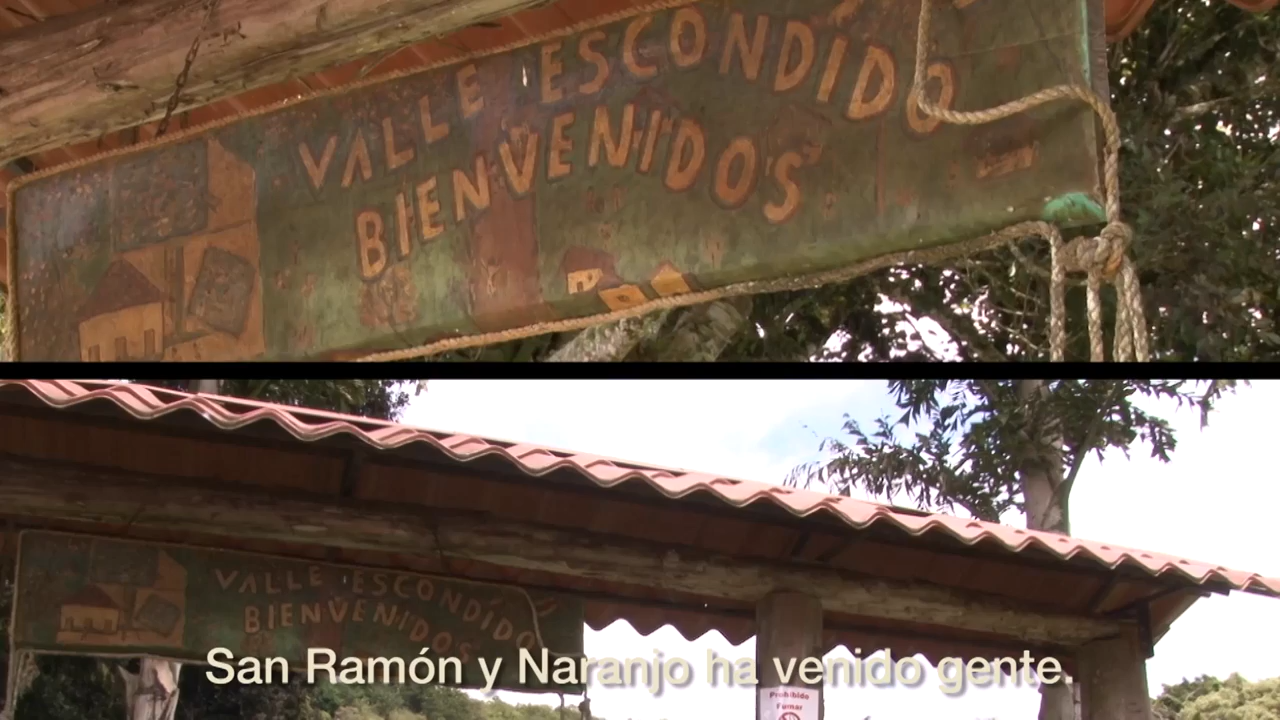 VALLE ESCONDIDO
BIENVENIDOS
VALLE ESCONDIDO
BIENVENIDOS
San Ramón y Naranjo ha venido gente.
Prohibido
Fumar